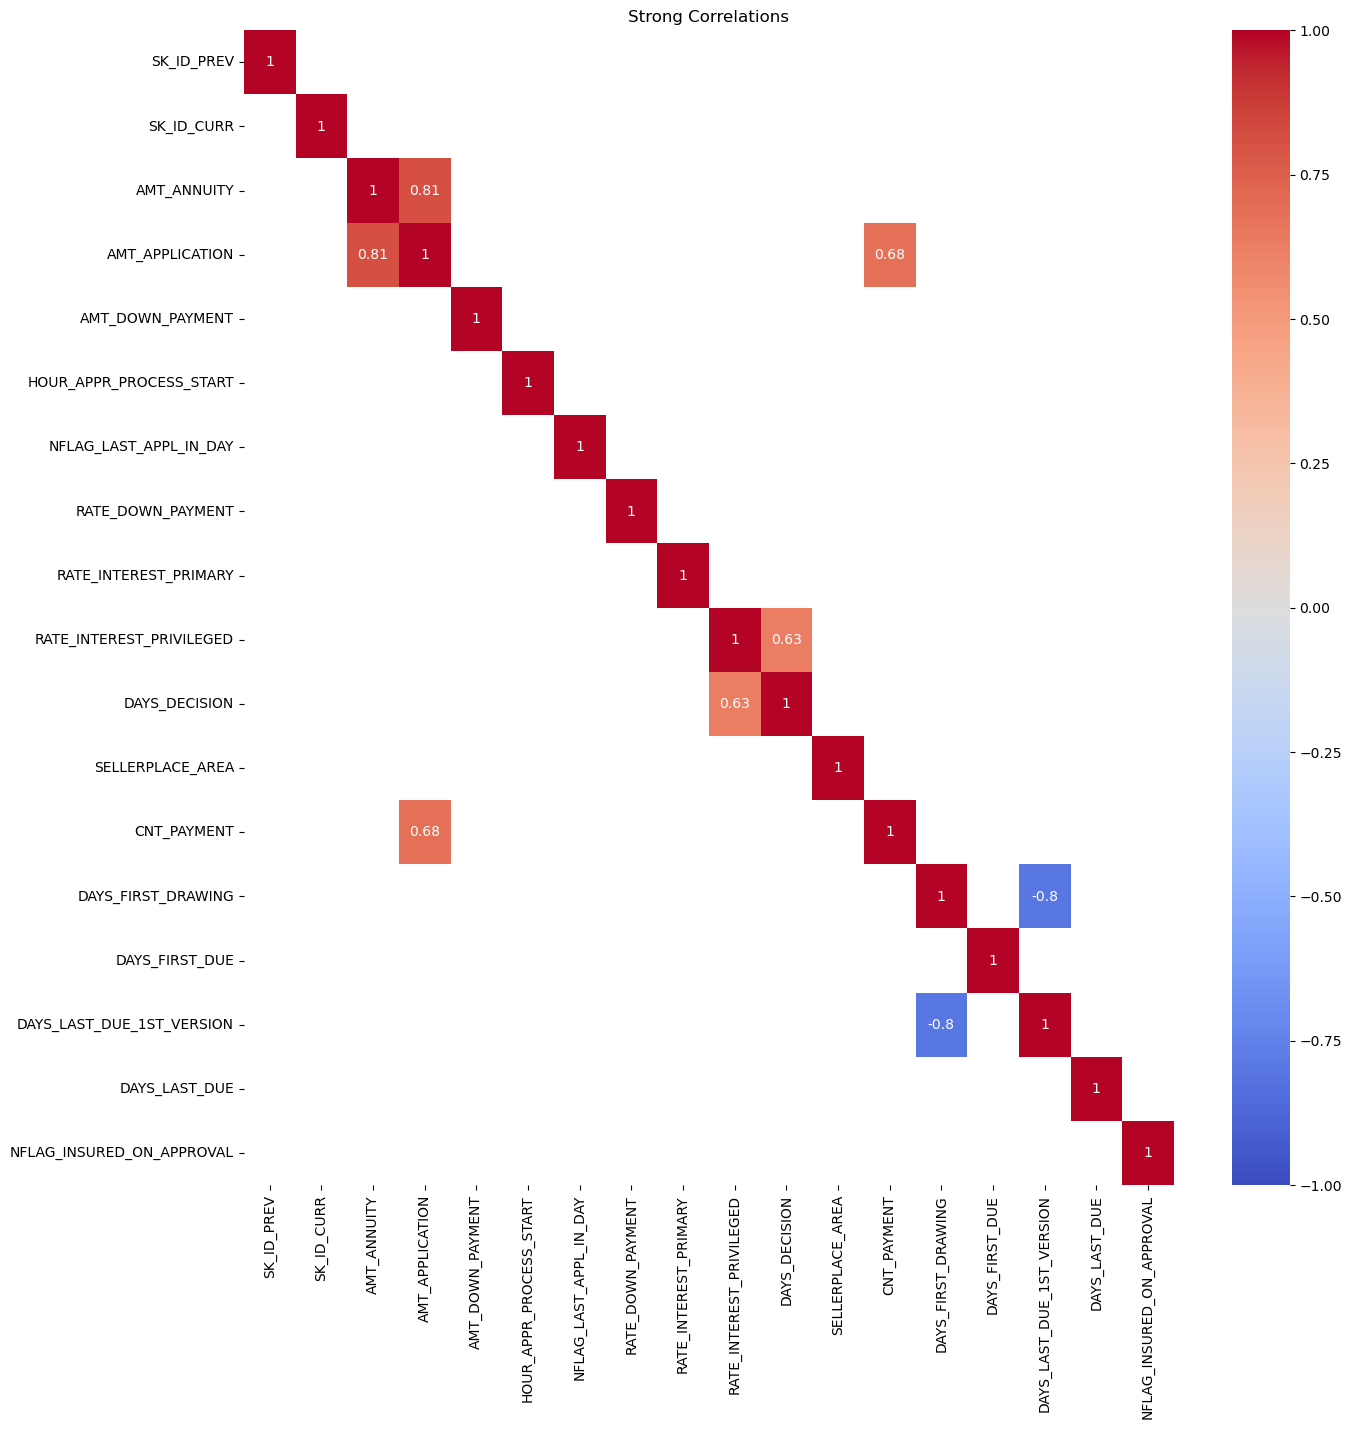 Strong Correlations
SK_ID_PREV
1
SK_ID_CURR
1
AMT_ANNUITY
1 0.81
AMT_APPLICATION
0.81 1 0.68
AMT_DOWN_PAYMENT
1
HOUR_APPR_PROCESS_START
1
NFLAG_LAST_APPL_IN_DAY
1
RATE_DOWN_PAYMENT
1
RATE_INTEREST_PRIMARY
1
RATE_INTEREST_PRIVILEGED
1 0.63
DAYS_DECISION
0.63 1
SELLERPLACE_AREA
1
CNT_PAYMENT
0.68 1
DAYS_FIRST_DRAWING
1 -0.8
DAYS_FIRST_DUE
1
DAYS_LAST_DUE_1ST_VERSION
-0.8 1
DAYS_LAST_DUE
1
NFLAG_INSURED_ON_APPROVAL
1
SK_ID_PREV
SK_ID_CURR
AMT_ANNUITY
AMT_APPLICATION
AMT_DOWN_PAYMENT
HOUR_APPR_PROCESS_START
NFLAG_LAST_APPL_IN_DAY
RATE_DOWN_PAYMENT
RATE_INTEREST_PRIMARY
RATE_INTEREST_PRIVILEGED
DAYS_DECISION
SELLERPLACE_AREA
CNT_PAYMENT
DAYS_FIRST_DRAWING
DAYS_FIRST_DUE
DAYS_LAST_DUE_1ST_VERSION
DAYS_LAST_DUE
NFLAG_INSURED_ON_APPROVAL
1.00
0.75
0.50
0.25
0.00
−0.25
−0.50
−0.75
−1.00